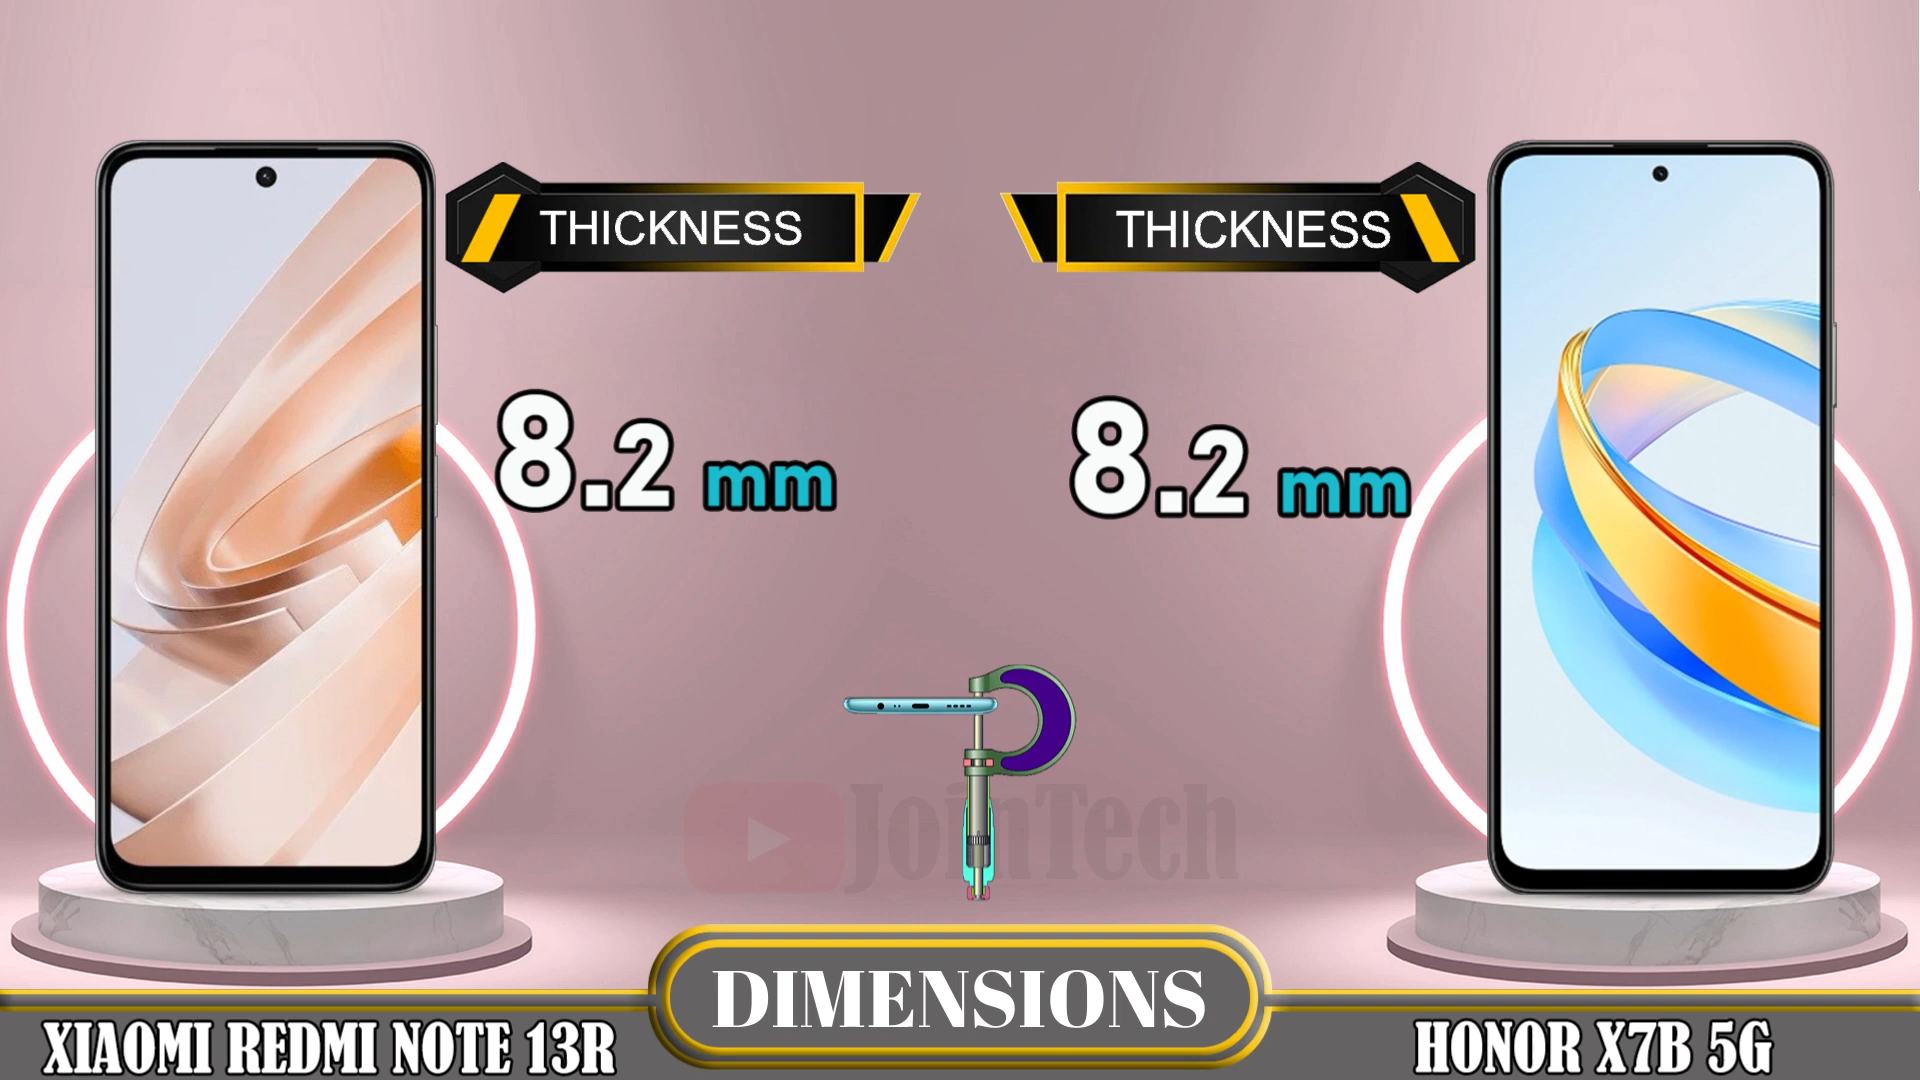 THICKNESS
THICKNESS
8.2 mm
8.2 mm
JoinTech
DIMENSIONS
XIAOMI REDMI NOTE 13R
HONOR X7B 5G